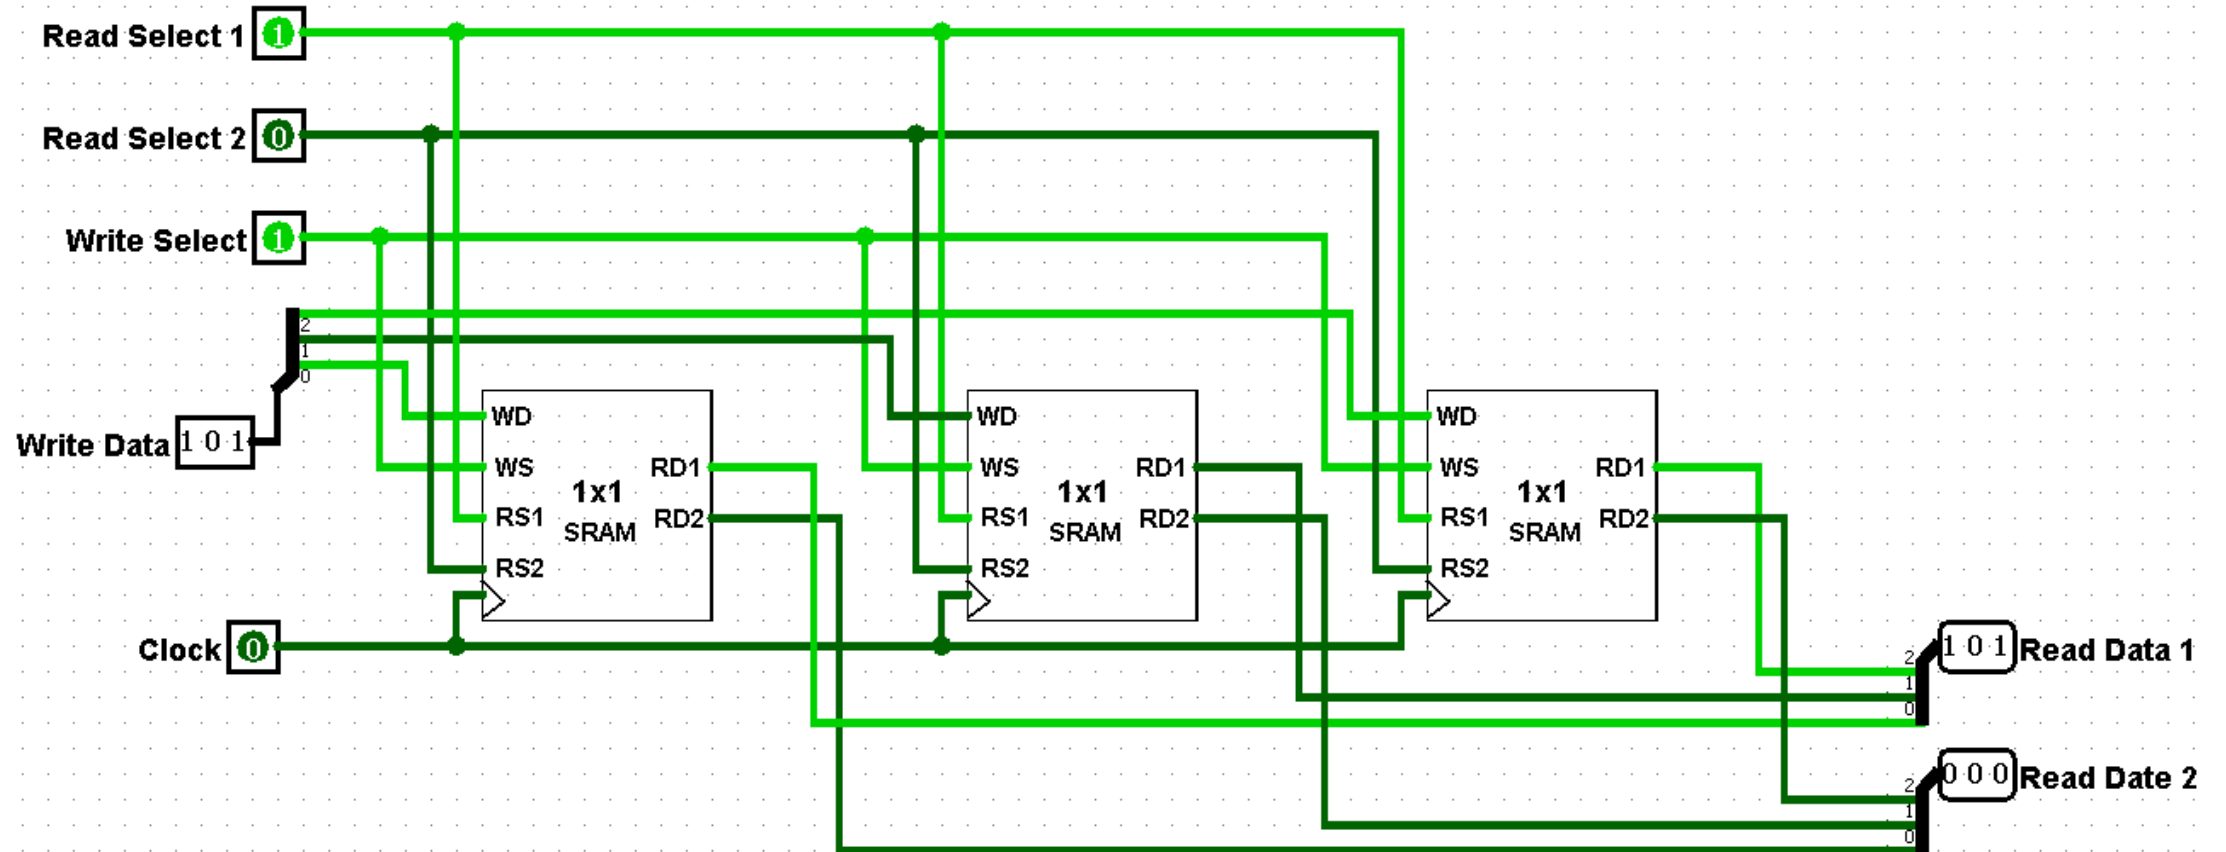 Read Select 1 1
Read Select 2 0
Write Select 1
2
1
0
Write Data 1 0 1
WD
WS
RS1
RS2
RD1
RD2
1x1
SRAM
WD
WS
RS1
RS2
RD1
RD2
1x1
SRAM
WD
WS
RS1
RS2
RD1
RD2
1x1
SRAM
Clock 0
2
1
0
1 0 1 Read Data 1
2
1
0
0 0 0 Read Date 2